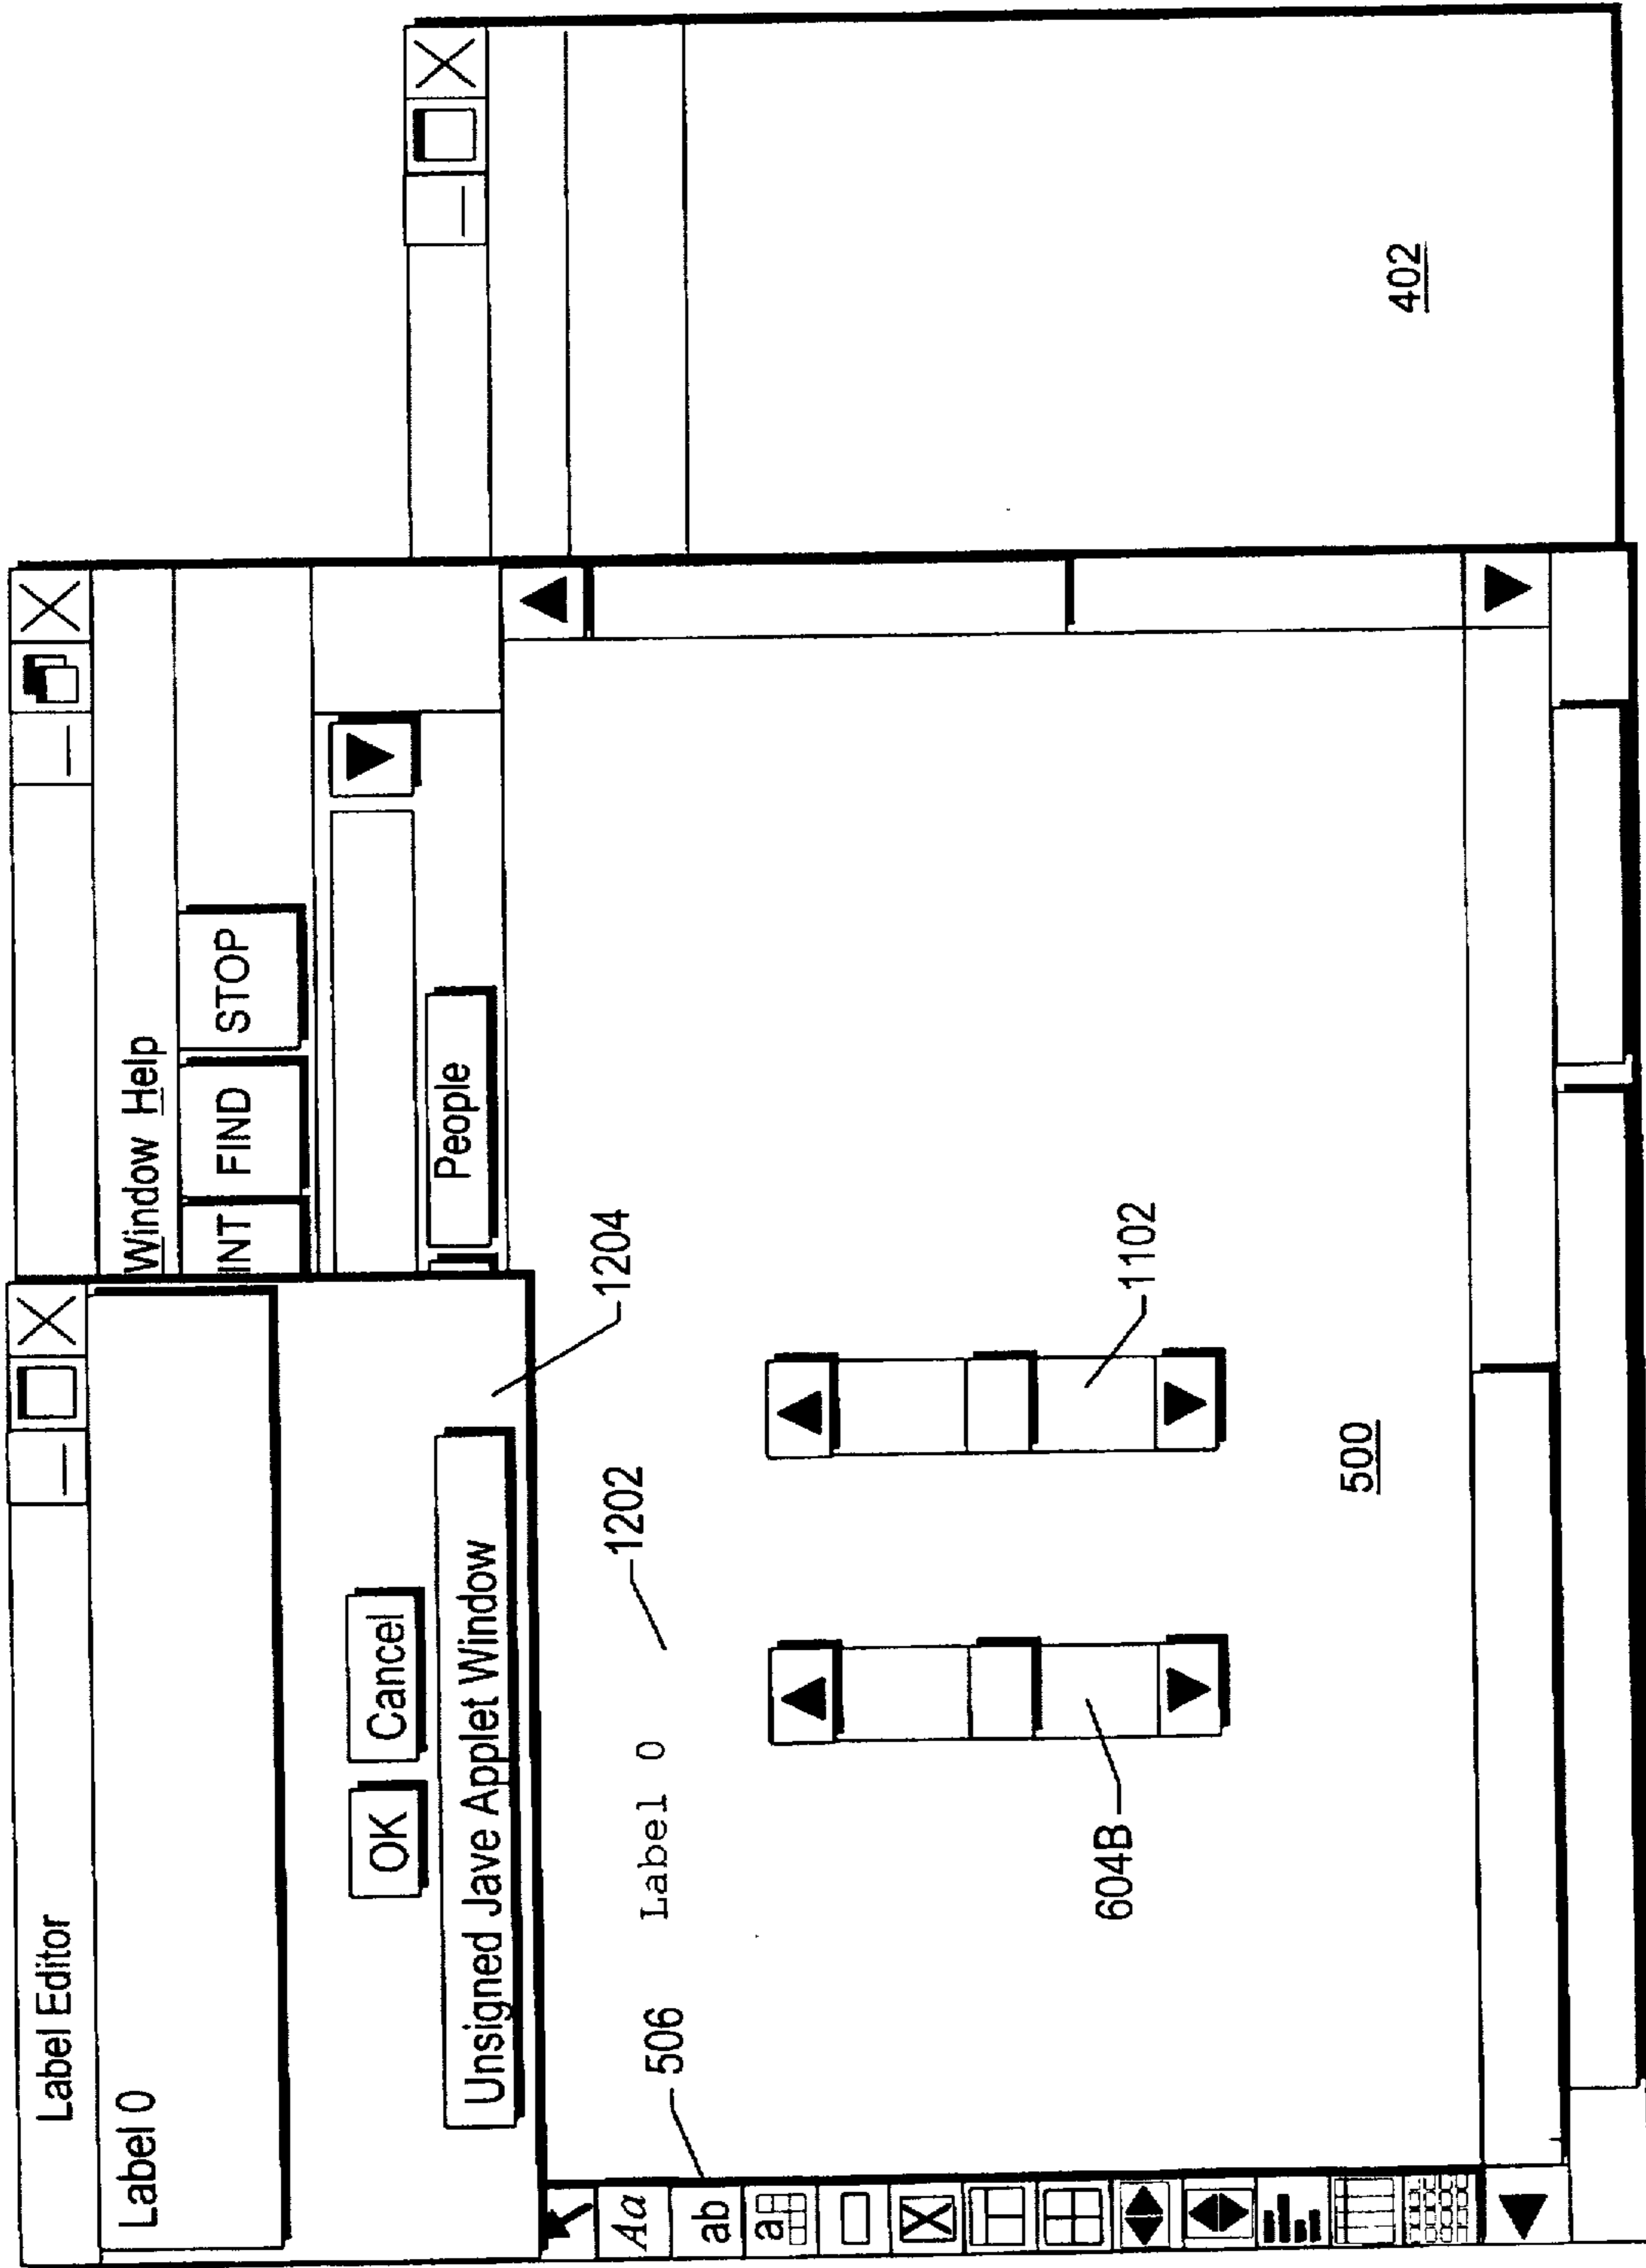 Label Editor
Label 0
OK
Cancel
Unsigned Jave Applet Window
Window Help
INT
FIND
STOP
People
1204
1202
506
Label 0
Aa
ab
a
604B
1102
500
402